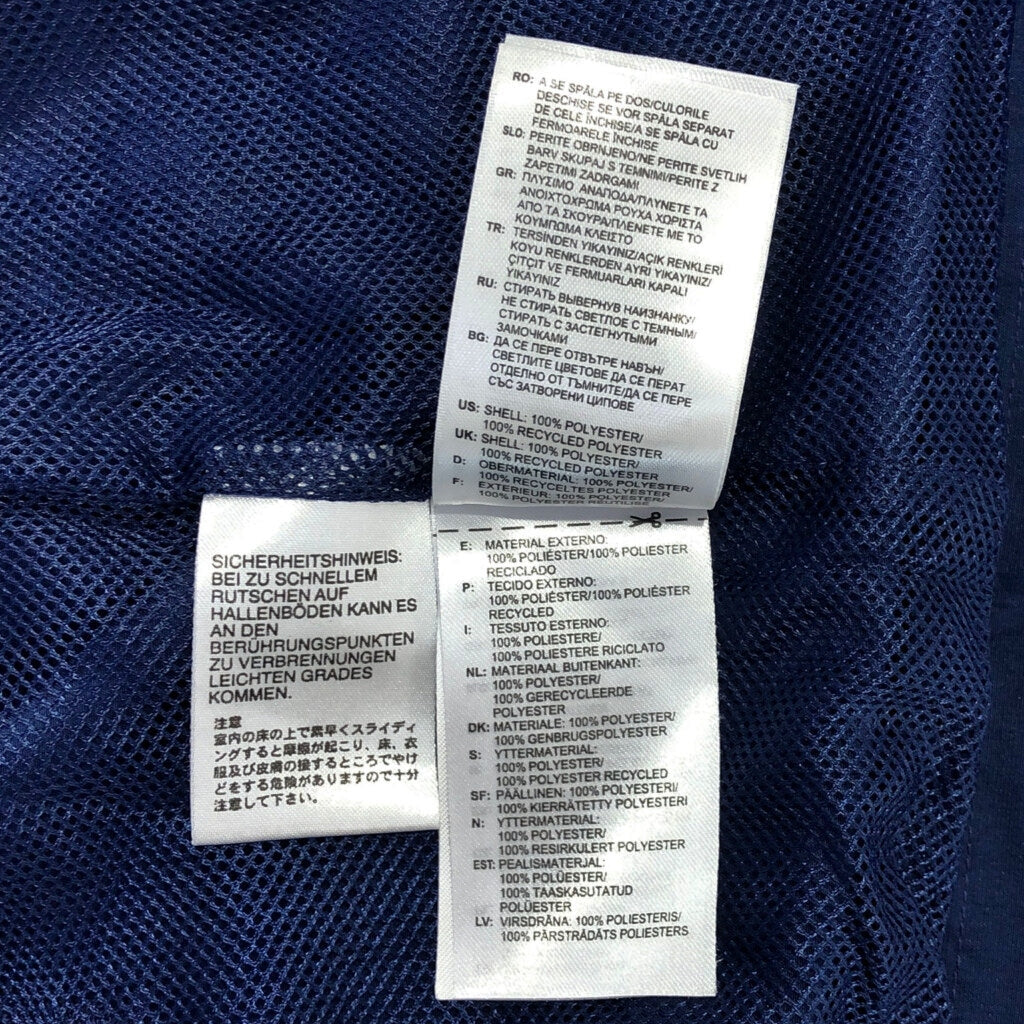 RO: A SE SPĂLA PE DOS/CULORILE
DESCHISE SE VOR SPĂLA SEPARAT
DE CELE ÎNCHISE/A SE SPĂLA CU
FERMOARELE ÎNCHISE
SLO: PERITE OBRNJENO/NE PERITE SVETLIH
BARV SKUPAJ S TEMNIMI/PERITE Z
ZAPETIMI ZADRGAMI
GR: ΠΛΥΣΙΜΟ ΑΝΑΠΟΔΑ/ΠΛΥΝΕΤΕ ΤΑ
ΑΝΟΙΧΤΟΧΡΩΜΑ ΡΟΥΧΑ ΧΩΡΙΣΤΑ
ΑΠΟ ΤΑ ΣΚΟΥΡΑ/ΠΛΕΝΕΤΕ ΜΕ ΤΟ
ΚΟΥΜΠΩΜΑ ΚΛΕΙΣΤΟ
TR: TERSİNDEN YIKAYINIZ/AÇIK RENKLERİ
KOYU RENKLERDEN AYRI YIKAYINIZ/
ÇITÇIT VE FERMUARLARI KAPALI
YIKAYINIZ
RU: СТИРАТЬ ВЫВЕРНУВ НАИЗНАНКУ/
НЕ СТИРАТЬ СВЕТЛОЕ С ТЕМНЫМ/
СТИРАТЬ С ЗАСТЕГНУТЫМИ
ЗАМОЧКАМИ
BG: ДА СЕ ПЕРЕ ОТВЪТРЕ НАВЪН/
СВЕТЛИТЕ ЦВЕТОВЕ ДА СЕ ПЕРАТ
ОТДЕЛНО ОТ ТЪМНИТЕ/ДА СЕ ПЕРЕ
СЪС ЗАТВОРЕНИ ЦИПОВЕ
US: SHELL: 100% POLYESTER/
100% RECYCLED POLYESTER
UK: SHELL: 100% POLYESTER/
100% RECYCLED POLYESTER
D: OBERMATERIAL: 100% POLYESTER/
100% RECYCELTES POLYESTER
F: EXTERIEUR: 100% POLYESTER/
100% POLYESTER RÉUTILISÉ
E: MATERIAL EXTERNO:
100% POLIÉSTER/100% POLIESTER
RECICLADO
P: TECIDO EXTERNO:
100% POLIÉSTER/100% POLIÉSTER
RECYCLED
I: TESSUTO ESTERNO:
100% POLIESTERE/
100% POLIESTERE RICICLATO
NL: MATERIAAL BUITENKANT:
100% POLYESTER/
100% GERECYCLEERDE
POLYESTER
DK: MATERIALE: 100% POLYESTER/
100% GENBRUGSPOLYESTER
S: YTTERMATERIAL:
100% POLYESTER/
100% POLYESTER RECYCLED
SF: PÄÄLLINEN: 100% POLYESTERI/
100% KIERRÄTETTY POLYESTERI
N: YTTERMATERIAL:
100% POLYESTER/
100% RESIRKULERT POLYESTER
EST: PEALISMATERJAL:
100% POLÜESTER/
100% TAASKASUTATUD
POLÜESTER
LV: VIRSDRĀNA: 100% POLIESTERIS/
100% PĀRSTRĀDĀTS POLIESTERS
SICHERHEITSHINWEIS:
BEI ZU SCHNELLEM
RUTSCHEN AUF
HALLENBÖDEN KANN ES
AN DEN
BERÜHRUNGSPUNKTEN
ZU VERBRENNUNGEN
LEICHTEN GRADES
KOMMEN.
注意
室内の床の上で素早くスライディ
ングすると摩擦が起こり、床、衣
服及び皮膚の接するところでやけ
どをする危険がありますので十分
注意して下さい。